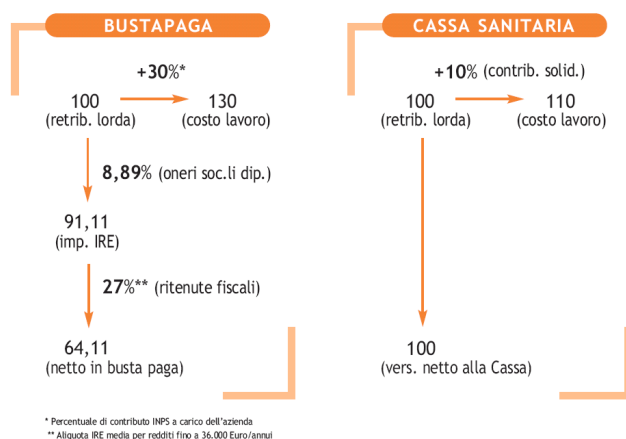 BUSTAPAGA
+30%*
100
130
(retrib. lorda)
(costo lavoro)
8,89% (oneri soc.li dip.)
91,11
(imp. IRE)
27%** (ritenute fiscali)
64,11
(netto in busta paga)
CASSA SANITARIA
+10% (contrib. solid.)
100
110
(retrib. lorda)
(costo lavoro)
100
(vers. netto alla Cassa)
* Percentuale di contributo INPS a carico dell'azienda
** Aliquota IRE media per redditi fino a 36.000 Euro/annui